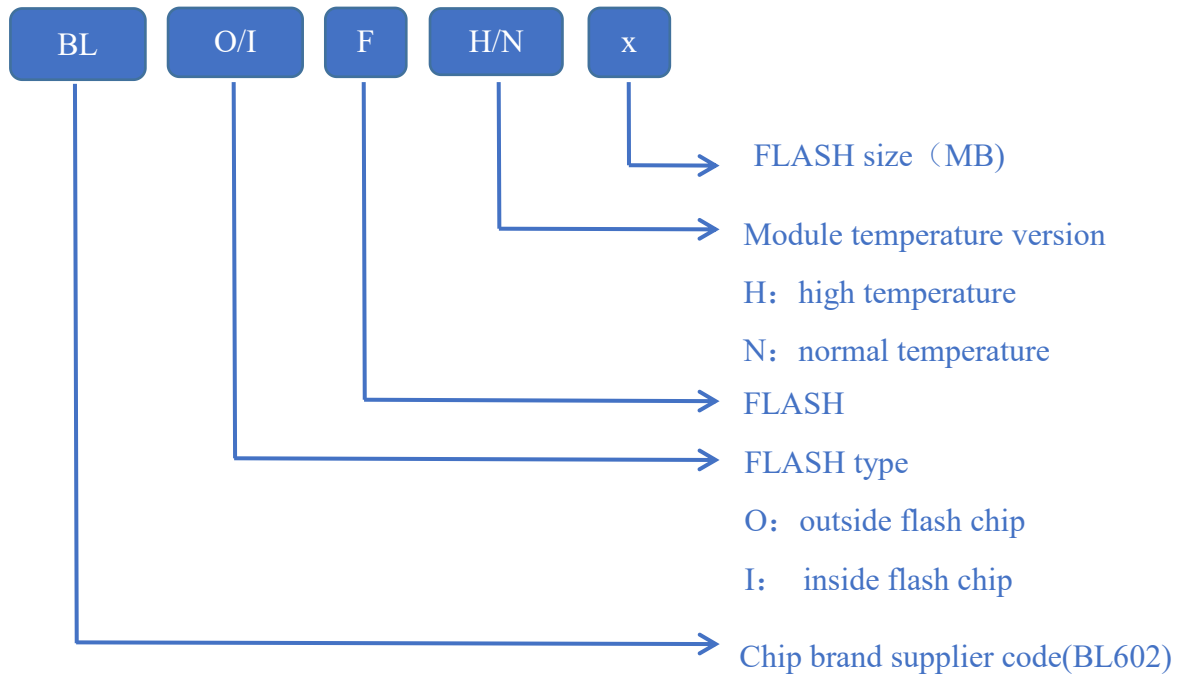 BL O/I F H/N x
FLASH size（MB)
Module temperature version
H：high temperature
N：normal temperature
FLASH
FLASH type
O：outside flash chip
I： inside flash chip
Chip brand supplier code(BL602)